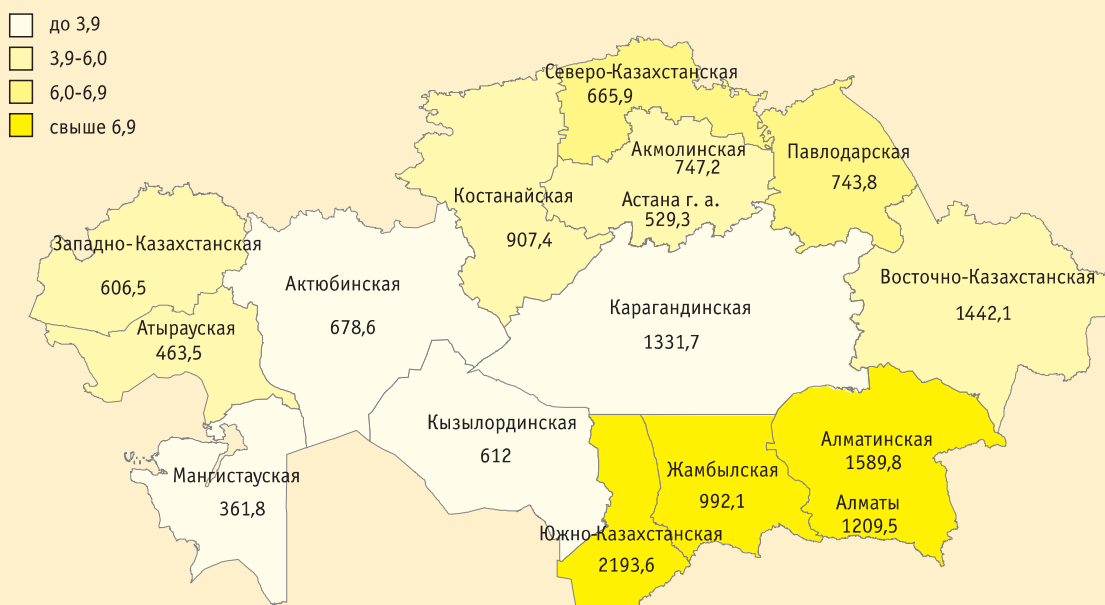 до 3,9
3,9-6,0
6,0-6,9
свыше 6,9
Северо-Казахстанская
665,9
Акмолинская
747,2
Астана г. а.
529,3
Павлодарская
743,8
Костанайская
907,4
Западно-Казахстанская
606,5
Атырауская
463,5
Актюбинская
678,6
Карагандинская
1331,7
Восточно-Казахстанская
1442,1
Мангистауская
361,8
Кызылординская
612
Южно-Казахстанская
2193,6
Жамбылская
992,1
Алматинская
1589,8
Алматы
1209,5